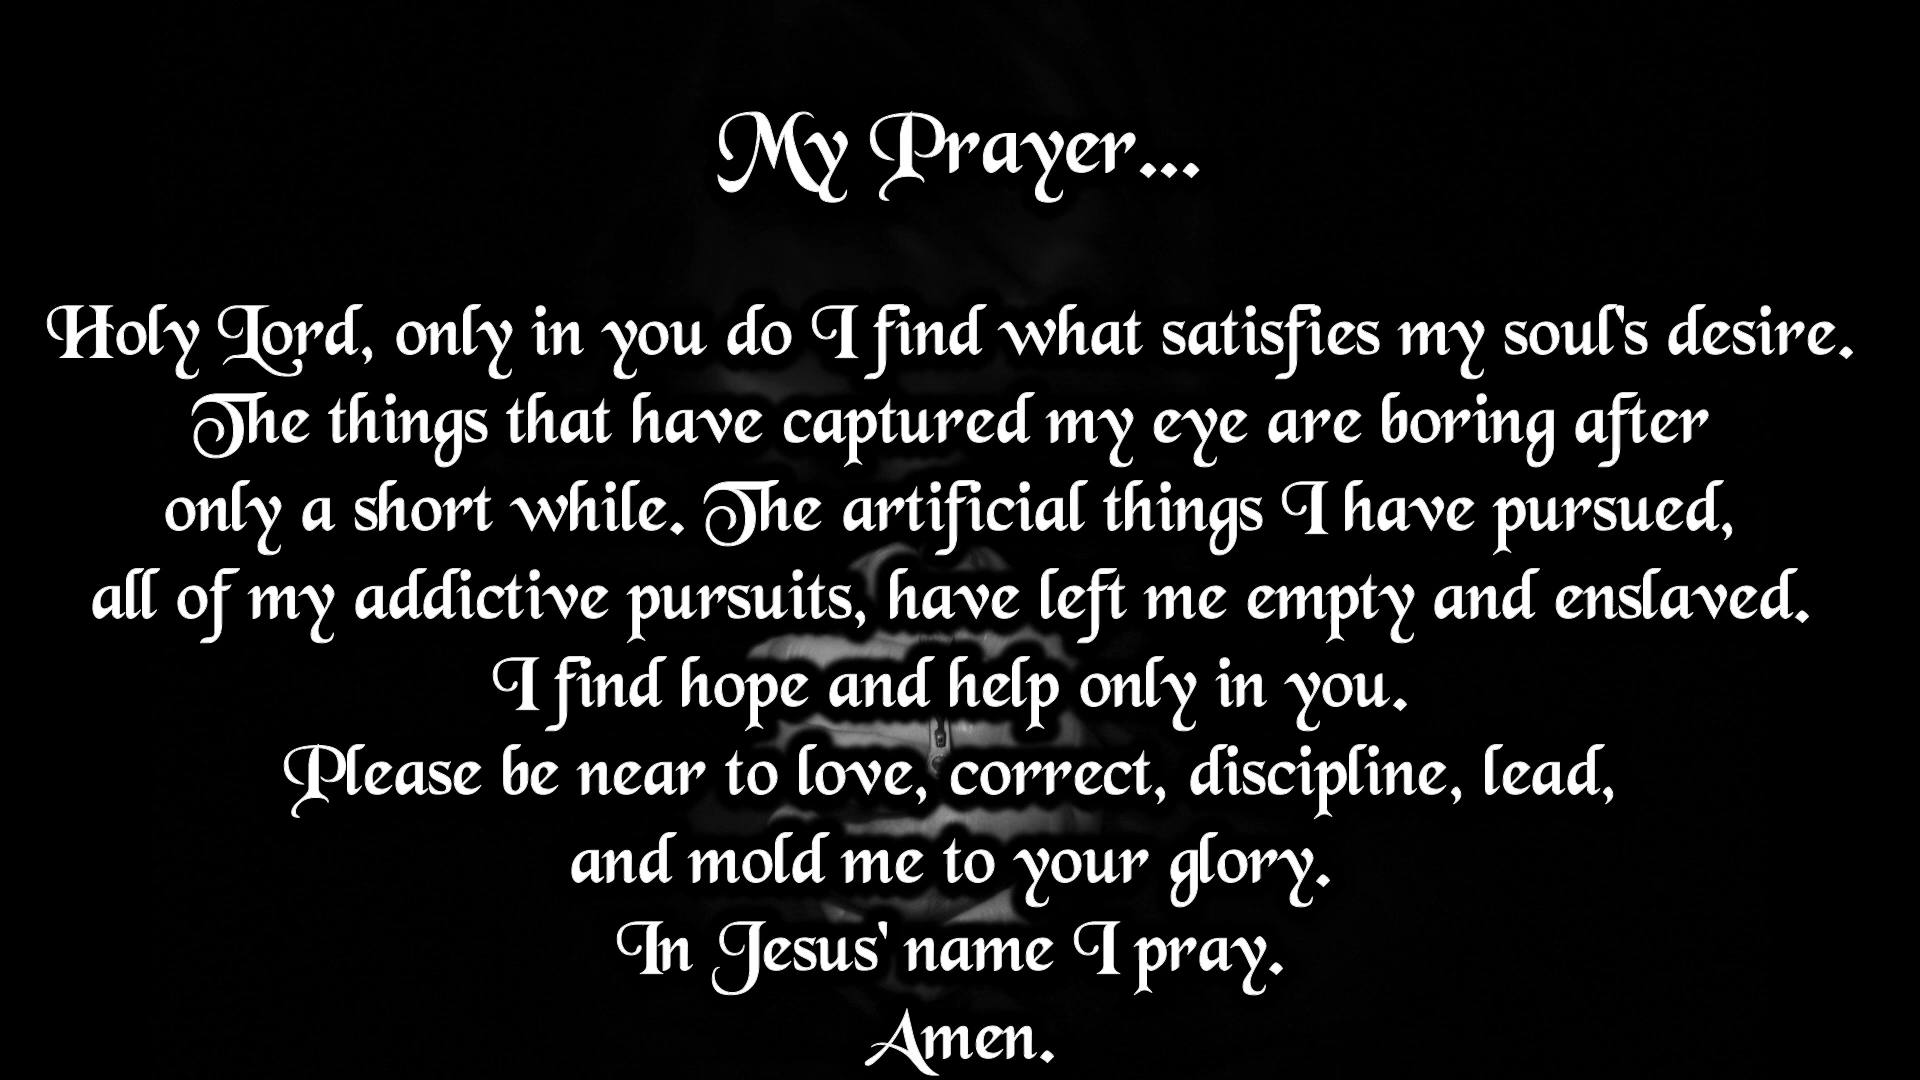 My Prayer...
Holy Lord, only in you do I find what satisfies my soul's desire.
The things that have captured my eye are boring after
only a short while. The artificial things I have pursued,
all of my addictive pursuits, have left me empty and enslaved.
I find hope and help only in you.
Please be near to love, correct, discipline, lead,
and mold me to your glory.
In Jesus' name I pray.
Amen.